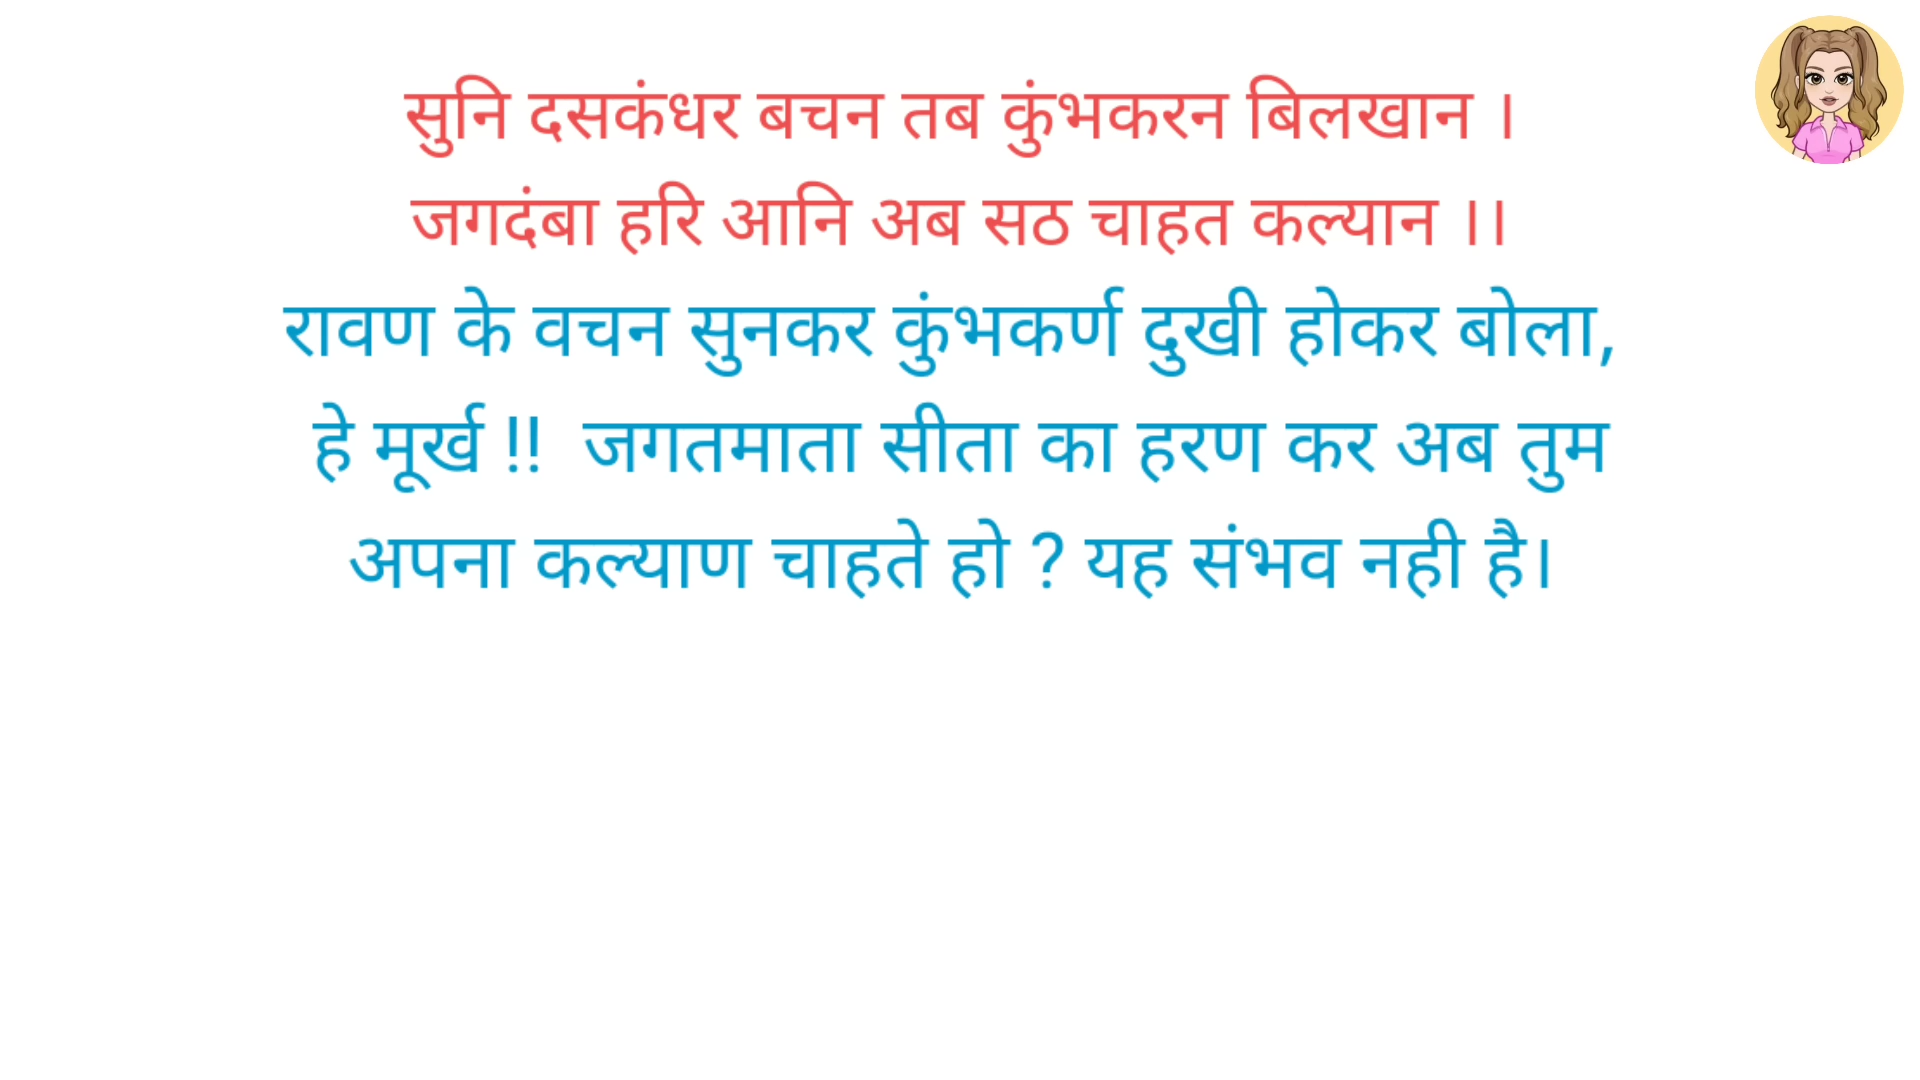 सुनि दसकंधर बचन तब कुंभकरन बिलखान ।
जगदंबा हरि आनि अब सठ चाहत कल्यान ।।
रावण के वचन सुनकर कुंभकर्ण दुखी होकर बोला,
हे मूर्ख !! जगतमाता सीता का हरण कर अब तुम
अपना कल्याण चाहते हो ? यह संभव नही है।